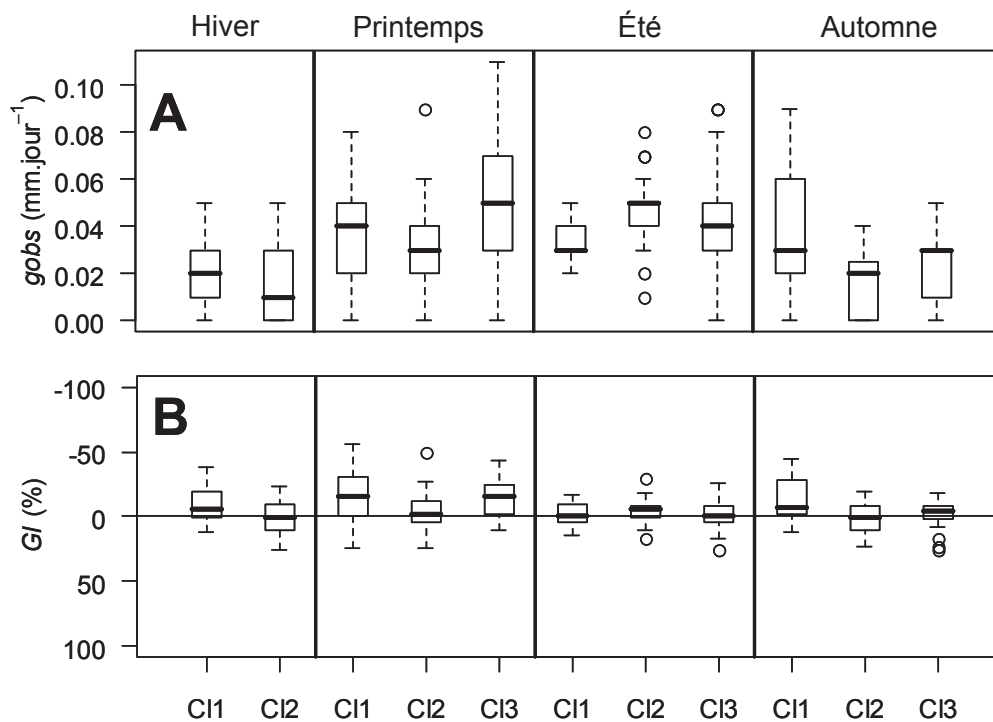 Hiver Printemps Été Automne
A
gobs (mm.jour−1)
0.10
0.08
0.06
0.04
0.02
0.00
B
GI (%)
-100
-50
0
50
100
Cl1 Cl2 Cl1 Cl2 Cl3 Cl1 Cl2 Cl3 Cl1 Cl2 Cl3